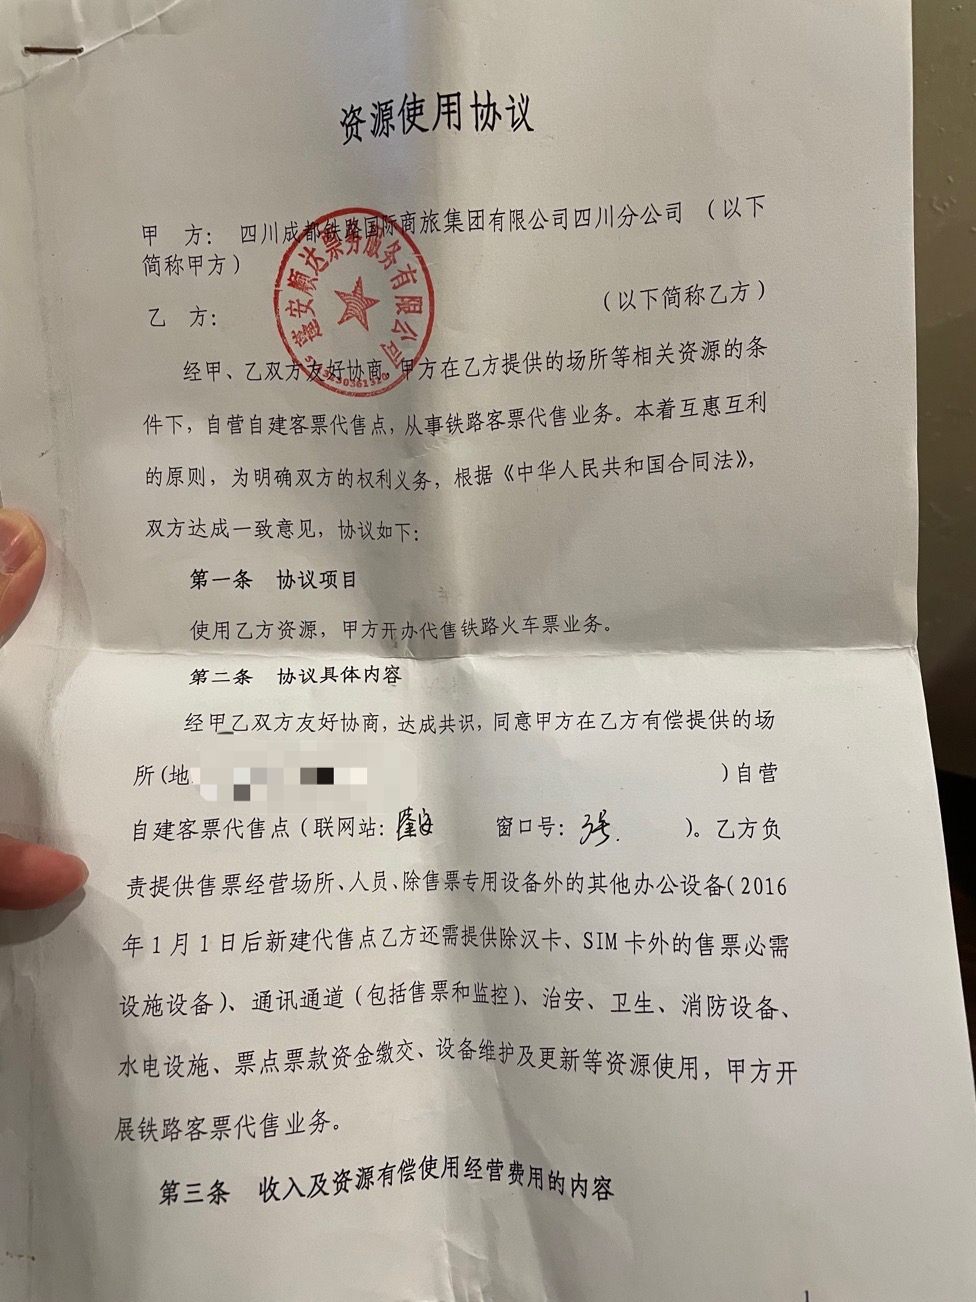 资源使用协议
甲 方： 四川成都铁路国际商旅集团有限公司四川分公司 （以下
简称甲方）
乙 方： （以下简称乙方）
安顺达票务服务有限公司
经甲、乙双方友好协商，甲方在乙方提供的场所等相关资源的条
件下，自营自建客票代售点，从事铁路客票代售业务。本着互惠互利
的原则，为明确双方的权利义务，根据《中华人民共和国合同法》，
双方达成一致意见，协议如下：
第一条 协议项目
使用乙方资源，甲方开办代售铁路火车票业务。
第二条 协议具体内容
经甲乙双方友好协商，达成共识，同意甲方在乙方有偿提供的场
所(地 )自营
自建客票代售点（联网站： 窗口号：3号. ）。乙方负
责提供售票经营场所、人员、除售票专用设备外的其他办公设备(2016
年1月1日后新建代售点乙方还需提供除汉卡、SIM卡外的售票必需
设施设备)、通讯通道（包括售票和监控)、治安、卫生、消防设备、
水电设施、票点票款资金缴交、设备维护及更新等资源使用，甲方开
展铁路客票代售业务。
第三条 收入及资源有偿使用经营费用的内容
1